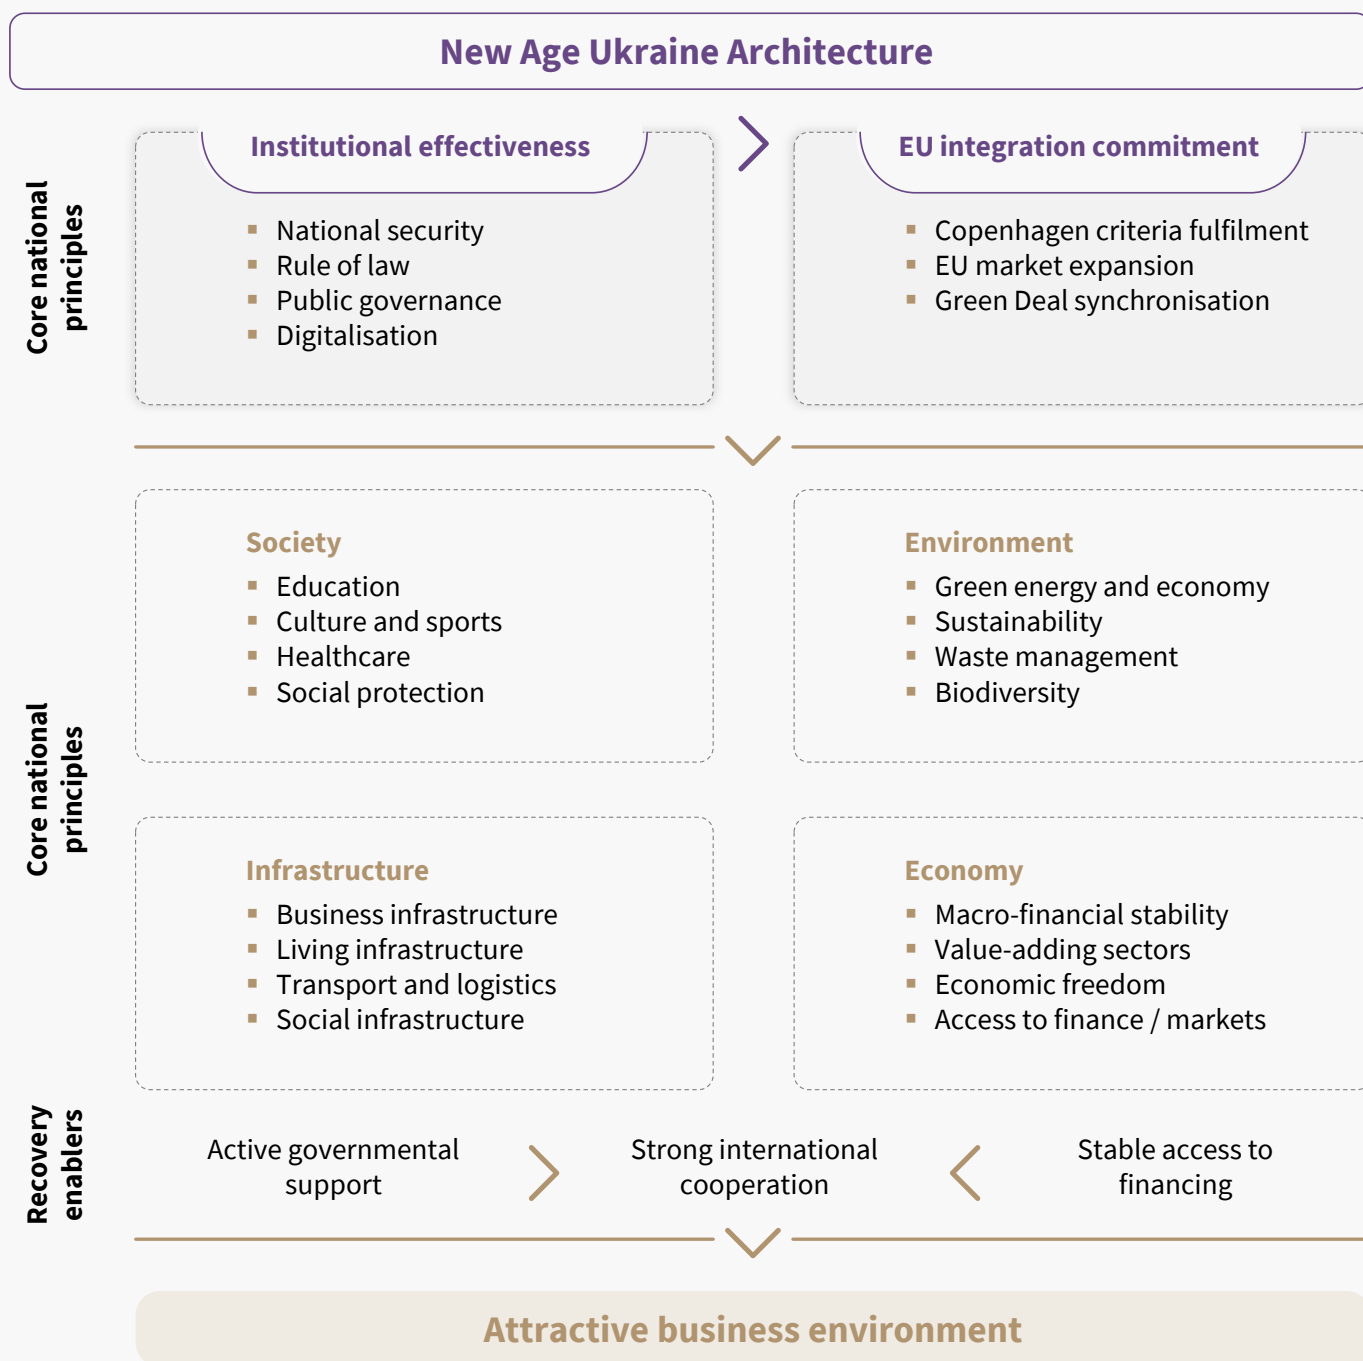 New Age Ukraine Architecture
Core national
principles
Institutional effectiveness
National security
Rule of law
Public governance
Digitalisation
EU integration commitment
Copenhagen criteria fulfilment
EU market expansion
Green Deal synchronisation
Core national
principles
Society
Education
Culture and sports
Healthcare
Social protection
Environment
Green energy and economy
Sustainability
Waste management
Biodiversity
Infrastructure
Business infrastructure
Living infrastructure
Transport and logistics
Social infrastructure
Economy
Macro-financial stability
Value-adding sectors
Economic freedom
Access to finance / markets
Recovery
enablers
Active governmental
support
Strong international
cooperation
Stable access to
financing
Attractive business environment